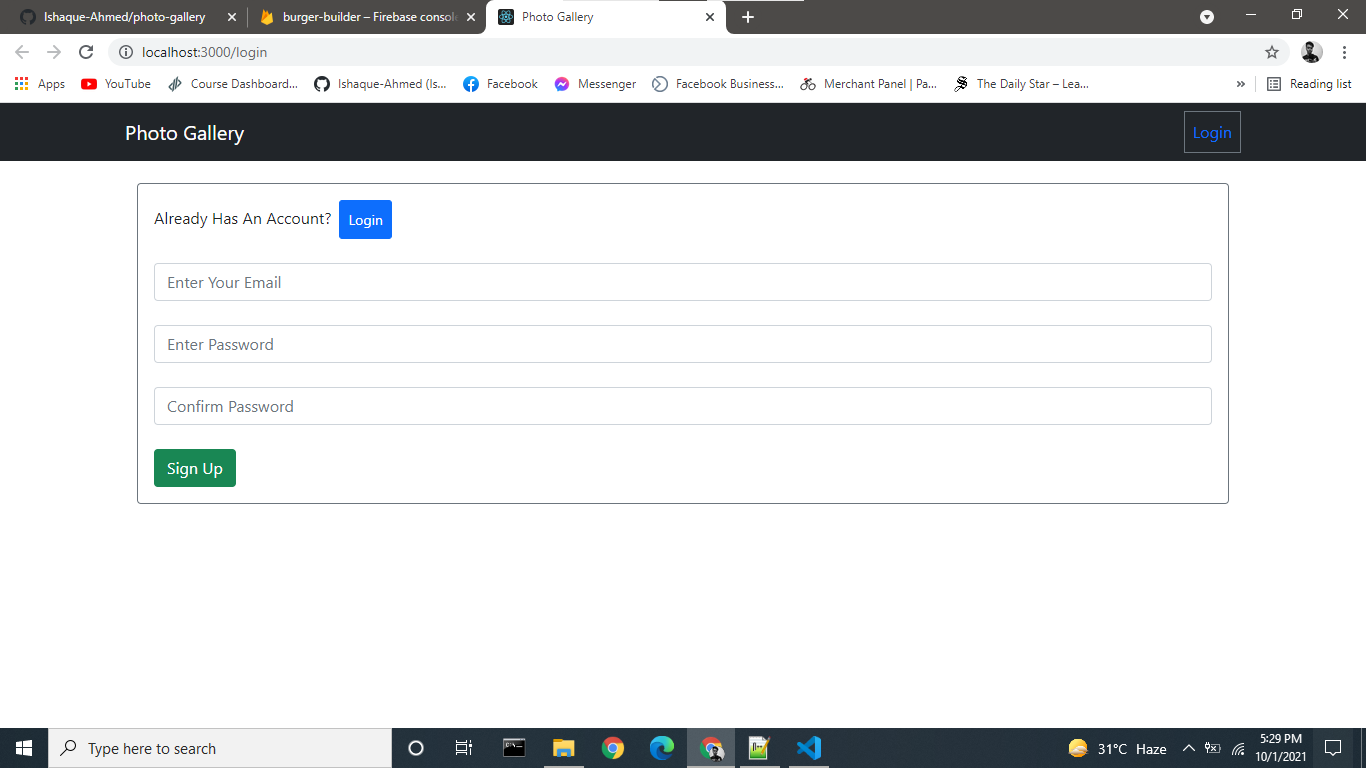 Ishaque-Ahmed/photo-gallery
burger-builder – Firebase consol
Photo Gallery
localhost:3000/login
Apps
YouTube
Course Dashboard...
Ishaque-Ahmed (Is...
Facebook
Messenger
Facebook Business...
Merchant Panel | Pa...
The Daily Star – Lea...
»
Reading list
Photo Gallery
Login
Already Has An Account?
Login
Enter Your Email
Enter Password
Confirm Password
Sign Up
Type here to search
31°C Haze
5:29 PM
10/1/2021